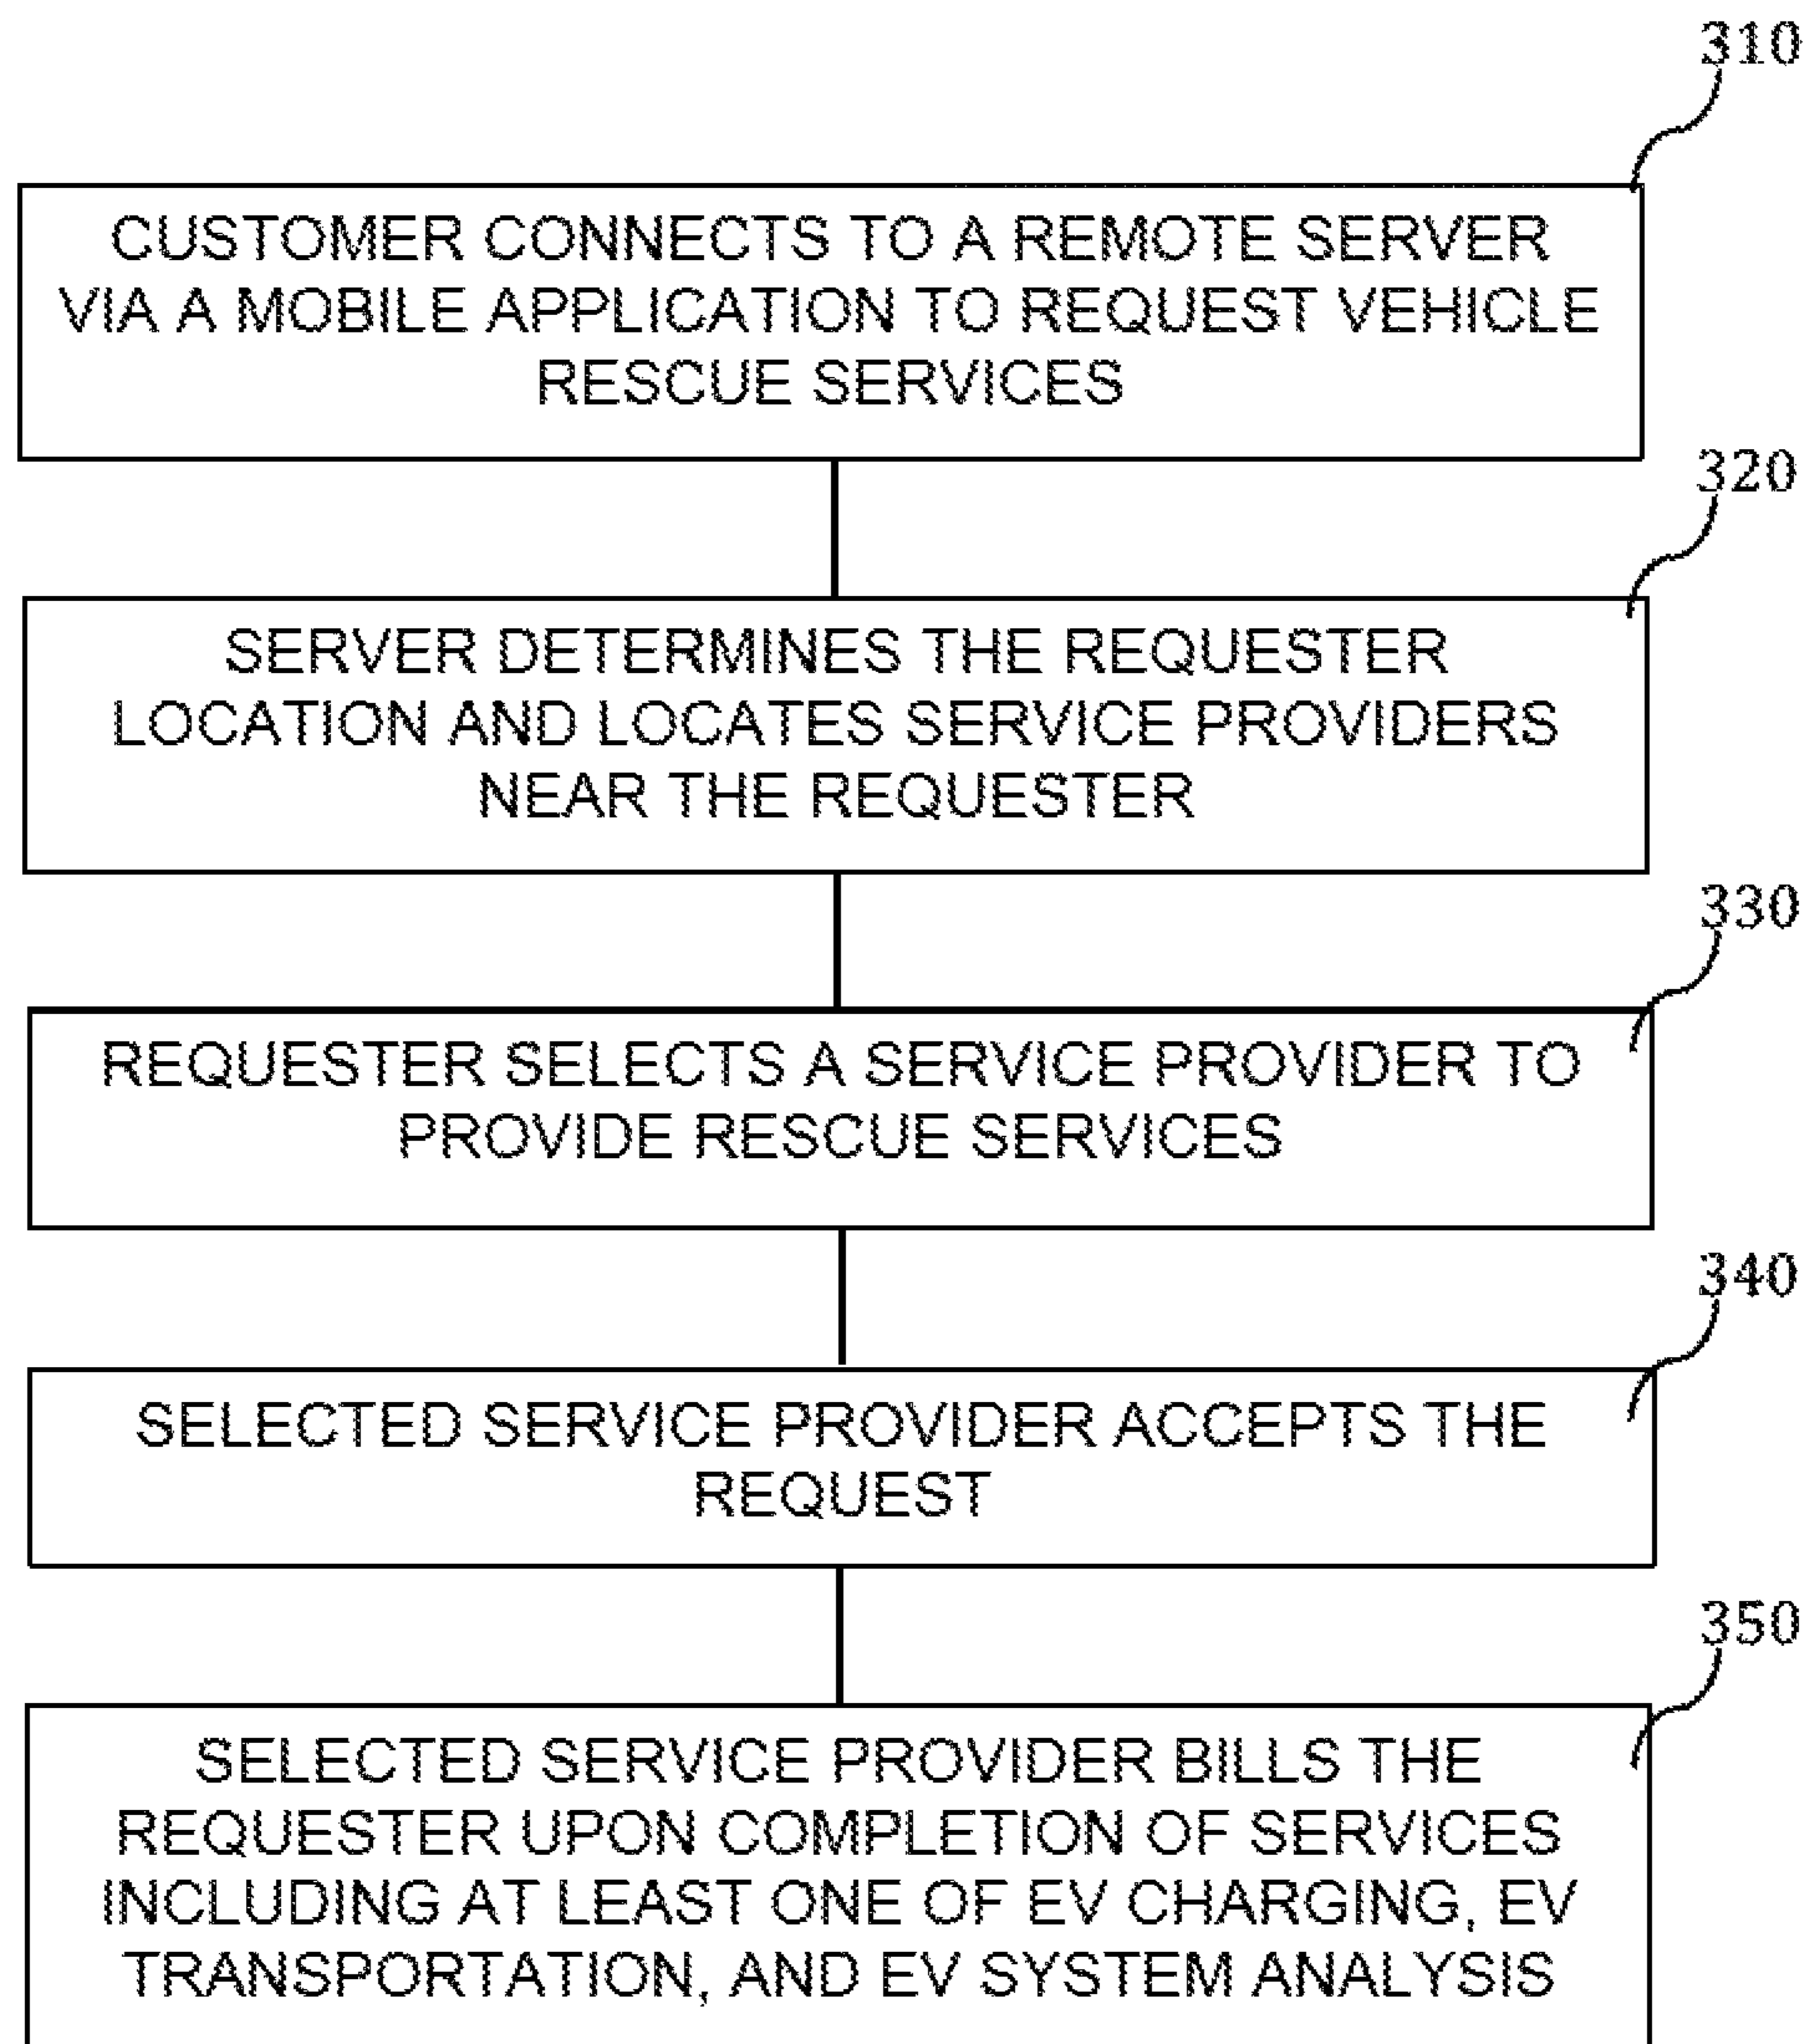 310
CUSTOMER CONNECTS TO A REMOTE SERVER
VIA A MOBILE APPLICATION TO REQUEST VEHICLE
RESCUE SERVICES
320
SERVER DETERMINES THE REQUESTER
LOCATION AND LOCATES SERVICE PROVIDERS
NEAR THE REQUESTER
330
REQUESTER SELECTS A SERVICE PROVIDER TO
PROVIDE RESCUE SERVICES
340
SELECTED SERVICE PROVIDER ACCEPTS THE
REQUEST
350
SELECTED SERVICE PROVIDER BILLS THE
REQUESTER UPON COMPLETION OF SERVICES
INCLUDING AT LEAST ONE OF EV CHARGING, EV
TRANSPORTATION, AND EV SYSTEM ANALYSIS